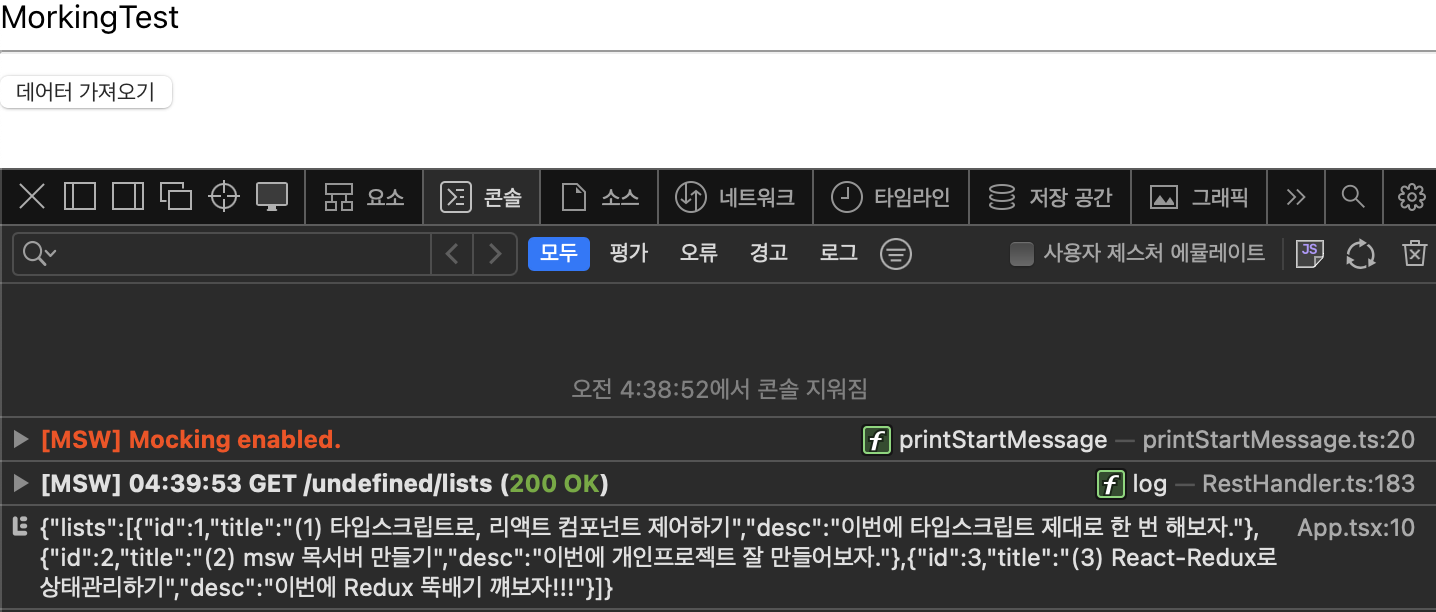 MorkingTest
데어터 가져오기
요소 콘솔 소스 네트워크 타임라인 저장 공간 그래픽
모두 평가 오류 경고 로그 사용자 제스처 에뮬레이트 JS
오전 4:38:52에서 콘솔 지워짐
[MSW] Mocking enabled. f printStartMessage — printStartMessage.ts:20
[MSW] 04:39:53 GET /undefined/lists (200 OK) f log — RestHandler.ts:183
{"lists":[{"id":1,"title":"(1) 타입스크립트로, 리액트 컴포넌트 제어하기","desc":"이번에 타입스크립트 제대로 한 번 해보자."}, App.tsx:10
{"id":2,"title":"(2) msw 목서버 만들기","desc":"이번에 개인프로젝트 잘 만들어보자."},{"id":3,"title":"(3) React-Redux로
상태관리하기","desc":"이번에 Redux 뚝배기 꺠보자!!!"}]}